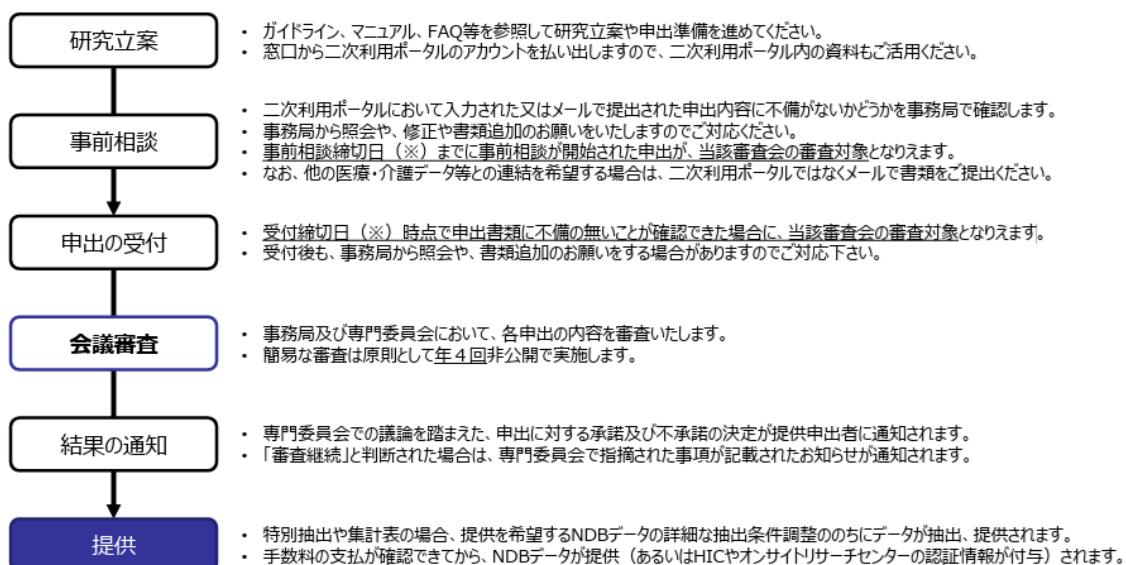 研究立案
・ ガイドライン、マニュアル、FAQ等を参照して研究立案や申出準備を進めてください。
・ 窓口から二次利用ポータルのアカウントを払い出しますので、二次利用ポータル内の資料もご活用ください。
事前相談
・ 二次利用ポータルにおいて入力された又はメールで提出された申出内容に不備がないかどうかを事務局で確認します。
・ 事務局から照会や、修正や書類追加のお願いをいたしますのでご対応ください。
・ 事前相談締切日（※）までに事前相談が開始された申出が、当該審査会の審査対象となりえます。
・ なお、他の医療・介護データ等との連結を希望する場合は、二次利用ポータルではなくメールで書類をご提出ください。
申出の受付
・ 受付締切日（※）時点で申出書類に不備の無いことが確認できた場合に、当該審査会の審査対象となりえます。
・ 受付後も、事務局から照会や、書類追加のお願いをする場合がありますのでご対応下さい。
会議審査
・ 事務局及び専門委員会において、各申出の内容を審査いたします。
・ 簡易な審査は原則として年４回非公開で実施します。
結果の通知
・ 専門委員会での議論を踏まえた、申出に対する承諾及び不承諾の決定が提供申出者に通知されます。
・ 「審査継続」と判断された場合は、専門委員会で指摘された事項が記載されたお知らせが通知されます。
提供
・ 特別抽出や集計表の場合、提供を希望するNDBデータの詳細な抽出条件調整ののちにデータが抽出、提供されます。
・ 手数料の支払が確認できてから、NDBデータが提供（あるいはHICやオンサイトリサーチセンターの認証情報が付与）されます。